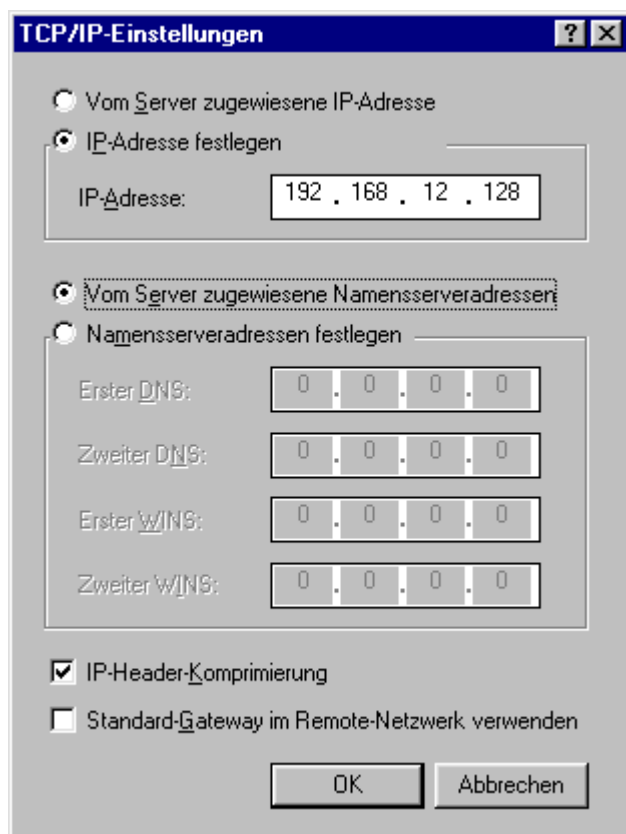 TCP/IP-Einstellungen
Vom Server zugewiesene IP-Adresse
IP-Adresse festlegen
IP-Adresse: 192 . 168 . 12 . 128
Vom Server zugewiesene Namensserveradressen
Namensserveradressen festlegen
Erster DNS: 0 . 0 . 0 . 0
Zweiter DNS: 0 . 0 . 0 . 0
Erster WINS: 0 . 0 . 0 . 0
Zweiter WINS: 0 . 0 . 0 . 0
IP-Header-Komprimierung
Standard-Gateway im Remote-Netzwerk verwenden
OK Abbrechen